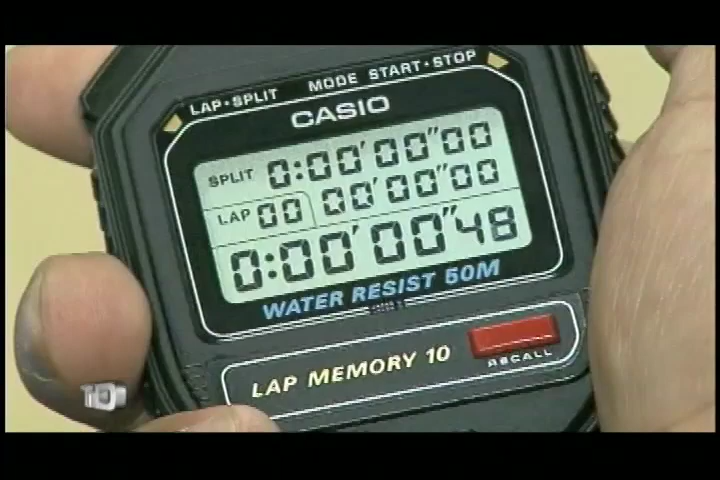 LAP•SPLIT MODE START•STOP
CASIO
SPLIT 0:00'00"00
LAP 00 00'00"00
0:00'00"48
WATER RESIST 50M
LAP MEMORY 10
RECALL